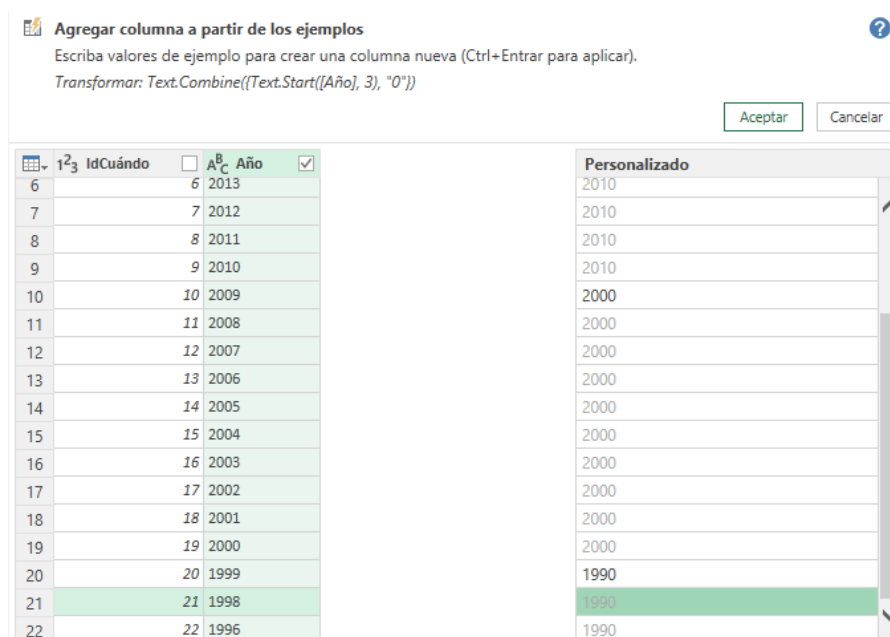 Agregar columna a partir de los ejemplos
Escriba valores de ejemplo para crear una columna nueva (Ctrl+Entrar para aplicar).
Transformar: Text.Combine({Text.Start([Año], 3), "0"})
Aceptar Cancelar
1²3 IdCuándo ABC Año Personalizado
6 6 2013 2010
7 7 2012 2010
8 8 2011 2010
9 9 2010 2010
10 10 2009 2000
11 11 2008 2000
12 12 2007 2000
13 13 2006 2000
14 14 2005 2000
15 15 2004 2000
16 16 2003 2000
17 17 2002 2000
18 18 2001 2000
19 19 2000 2000
20 20 1999 1990
21 21 1998 1990
22 22 1996 1990